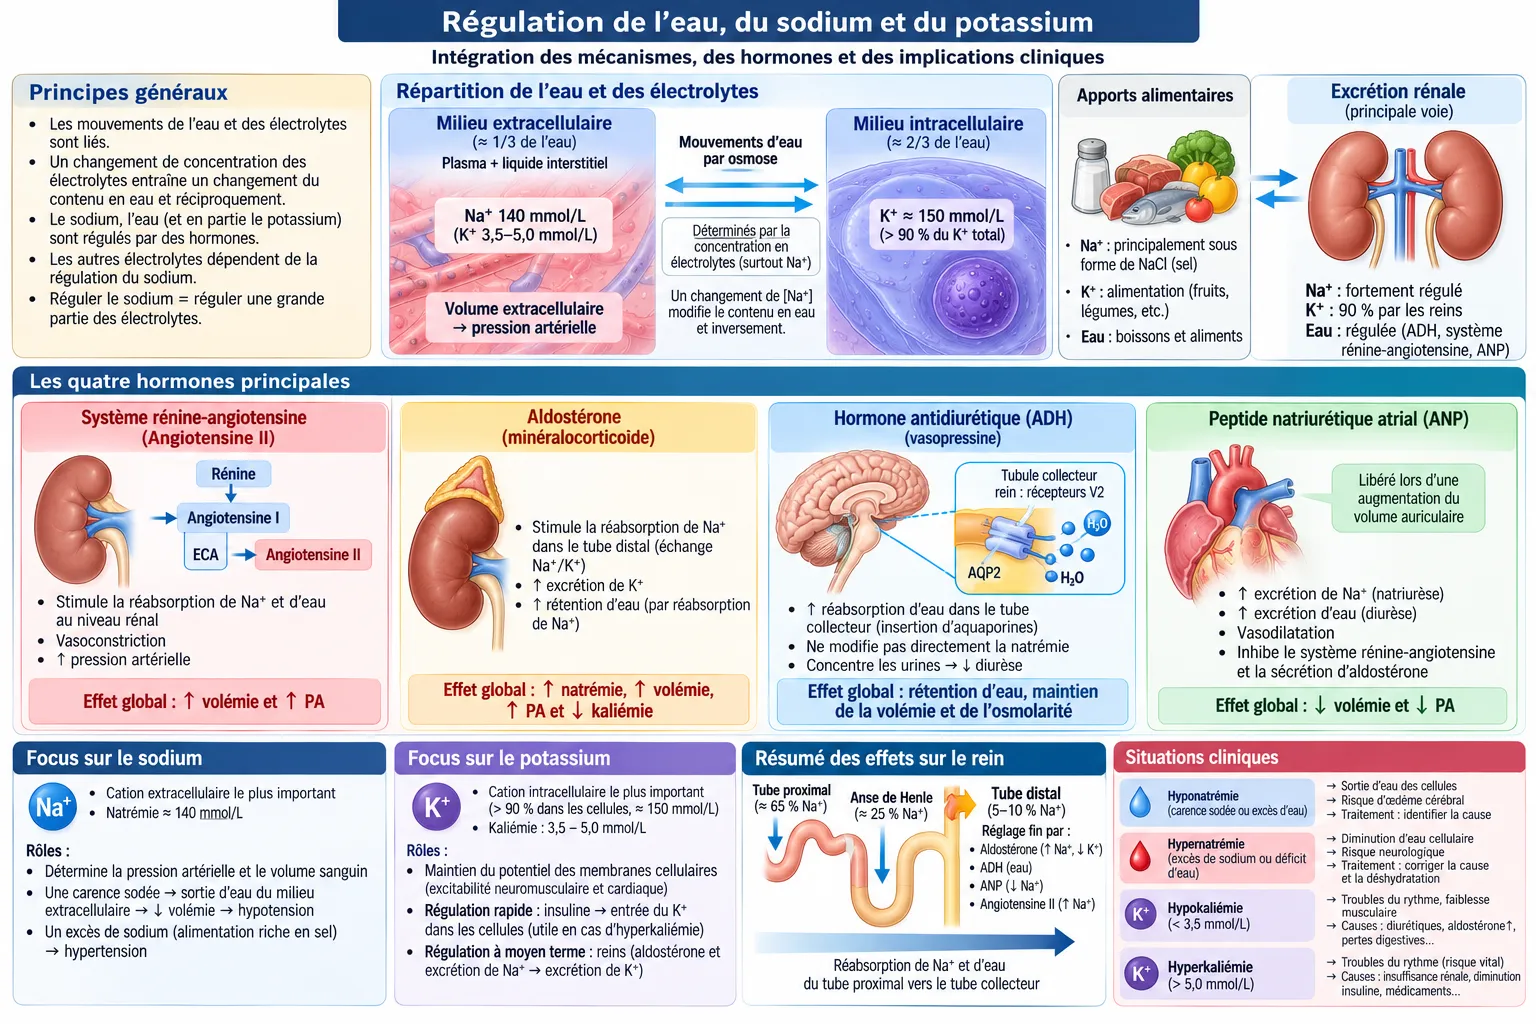 Régulation de l'eau, du sodium et du potassium
Intégration des mécanismes, des hormones et des implications cliniques
Principes généraux
• Les mouvements de l'eau et des électrolytes
sont liés.
• Un changement de concentration des
électrolytes entraîne un changement du
contenu en eau et réciproquement.
• Le sodium, l'eau (et en partie le potassium)
sont régulés par des hormones.
• Les autres électrolytes dépendent de la
régulation du sodium.
• Réguler le sodium = réguler une grande
partie des électrolytes.
Répartition de l'eau et des électrolytes
Milieu extracellulaire
(≈ 1/3 de l'eau)
Plasma + liquide interstitiel
Na⁺ 140 mmol/L
(K⁺ 3,5–5,0 mmol/L)
Volume extracellulaire
→ pression artérielle
Mouvements d'eau
par osmose
Déterminés par la
concentration en
électrolytes (surtout Na⁺)
Un changement de [Na⁺]
modifie le contenu en eau
et inversement.
Milieu intracellulaire
(≈ 2/3 de l'eau)
K⁺ ≈ 150 mmol/L
(> 90 % du K⁺ total)
Apports alimentaires
• Na⁺ : principalement sous
forme de NaCl (sel)
• K⁺ : alimentation (fruits,
légumes, etc.)
• Eau : boissons et aliments
Excrétion rénale
(principale voie)
Na⁺ : fortement régulé
K⁺ : 90 % par les reins
Eau : régulée (ADH, système
rénine-angiotensine, ANP)
Les quatre hormones principales
Système rénine-angiotensine
(Angiotensine II)
Rénine
Angiotensine I
ECA
Angiotensine II
• Stimule la réabsorption de Na⁺ et d'eau
au niveau rénal
• Vasoconstriction
• ↑ pression artérielle
Effet global : ↑ volémie et ↑ PA
Aldostérone
(minéralocorticoide)
• Stimule la réabsorption de Na⁺
dans le tube distal (échange
Na⁺/K⁺)
• ↑ excrétion de K⁺
• ↑ rétention d'eau (par réabsorption
de Na⁺)
Effet global : ↑ natrémie, ↑ volémie,
↑ PA et ↓ kaliémie
Hormone antidiurétique (ADH)
(vasopressine)
Tubule collecteur
rein : récepteurs V2
H₂O
AQP2
H₂O
• ↑ réabsorption d'eau dans le tube
collecteur (insertion d'aquaporines)
• Ne modifie pas directement la natrémie
• Concentre les urines → ↓ diurèse
Effet global : rétention d'eau, maintien
de la volémie et de l'osmolarité
Peptide natriurétique atrial (ANP)
Libéré lors d'une
augmentation du
volume auriculaire
• ↑ excrétion de Na⁺ (natriurèse)
• ↑ excrétion d'eau (diurèse)
• Vasodilatation
• Inhibe le système rénine-angiotensine
et la sécrétion d'aldostérone
Effet global : ↓ volémie et ↓ PA
Focus sur le sodium
Na⁺
• Cation extracellulaire le plus important
• Natrémie ≈ 140 mmol/L
Rôles :
• Détermine la pression artérielle et le volume sanguin
• Une carence sodée → sortie d'eau du milieu
extracellulaire → ↓ volémie → hypotension
• Un excès de sodium (alimentation riche en sel)
→ hypertension
Focus sur le potassium
K⁺
• Cation intracellulaire le plus important
(> 90 % dans les cellules, ≈ 150 mmol/L)
• Kaliémie : 3,5 – 5,0 mmol/L
Rôles :
• Maintien du potentiel des membranes cellulaires
(excitabilité neuromusculaire et cardiaque)
• Régulation rapide : insuline → entrée du K⁺
dans les cellules (utile en cas d'hyperkaliémie)
• Régulation à moyen terme : reins (aldostérone et
excrétion de Na⁺ → excrétion de K⁺)
Résumé des effets sur le rein
Tube proximal
(≈ 65 % Na⁺)
Anse de Henle
(≈ 25 % Na⁺)
Tube distal
(5–10 % Na⁺)
Réglage fin par :
• Aldostérone (↑ Na⁺, ↓ K⁺)
• ADH (eau)
• ANP (↓ Na⁺)
• Angiotensine II (↑ Na⁺)
Réabsorption de Na⁺ et d'eau
du tube proximal vers le tube collecteur
Situations cliniques
Hyponatrémie
(carence sodée ou excès d'eau)
→ Sortie d'eau des cellules
→ Risque d'œdème cérébral
→ Traitement : identifier la cause
Hypernatrémie
(excès de sodium ou déficit
d'eau)
→ Diminution d'eau cellulaire
→ Risque neurologique
→ Traitement : corriger la cause
et la déshydratation
K⁺
Hypokaliémie
(< 3,5 mmol/L)
→ Troubles du rythme, faiblesse
musculaire
→ Causes : diurétiques, aldostérone↑,
pertes digestives...
K⁺
Hyperkaliémie
(> 5,0 mmol/L)
→ Troubles du rythme (risque vital)
→ Causes : insuffisance rénale, diminution
insuline, médicaments...